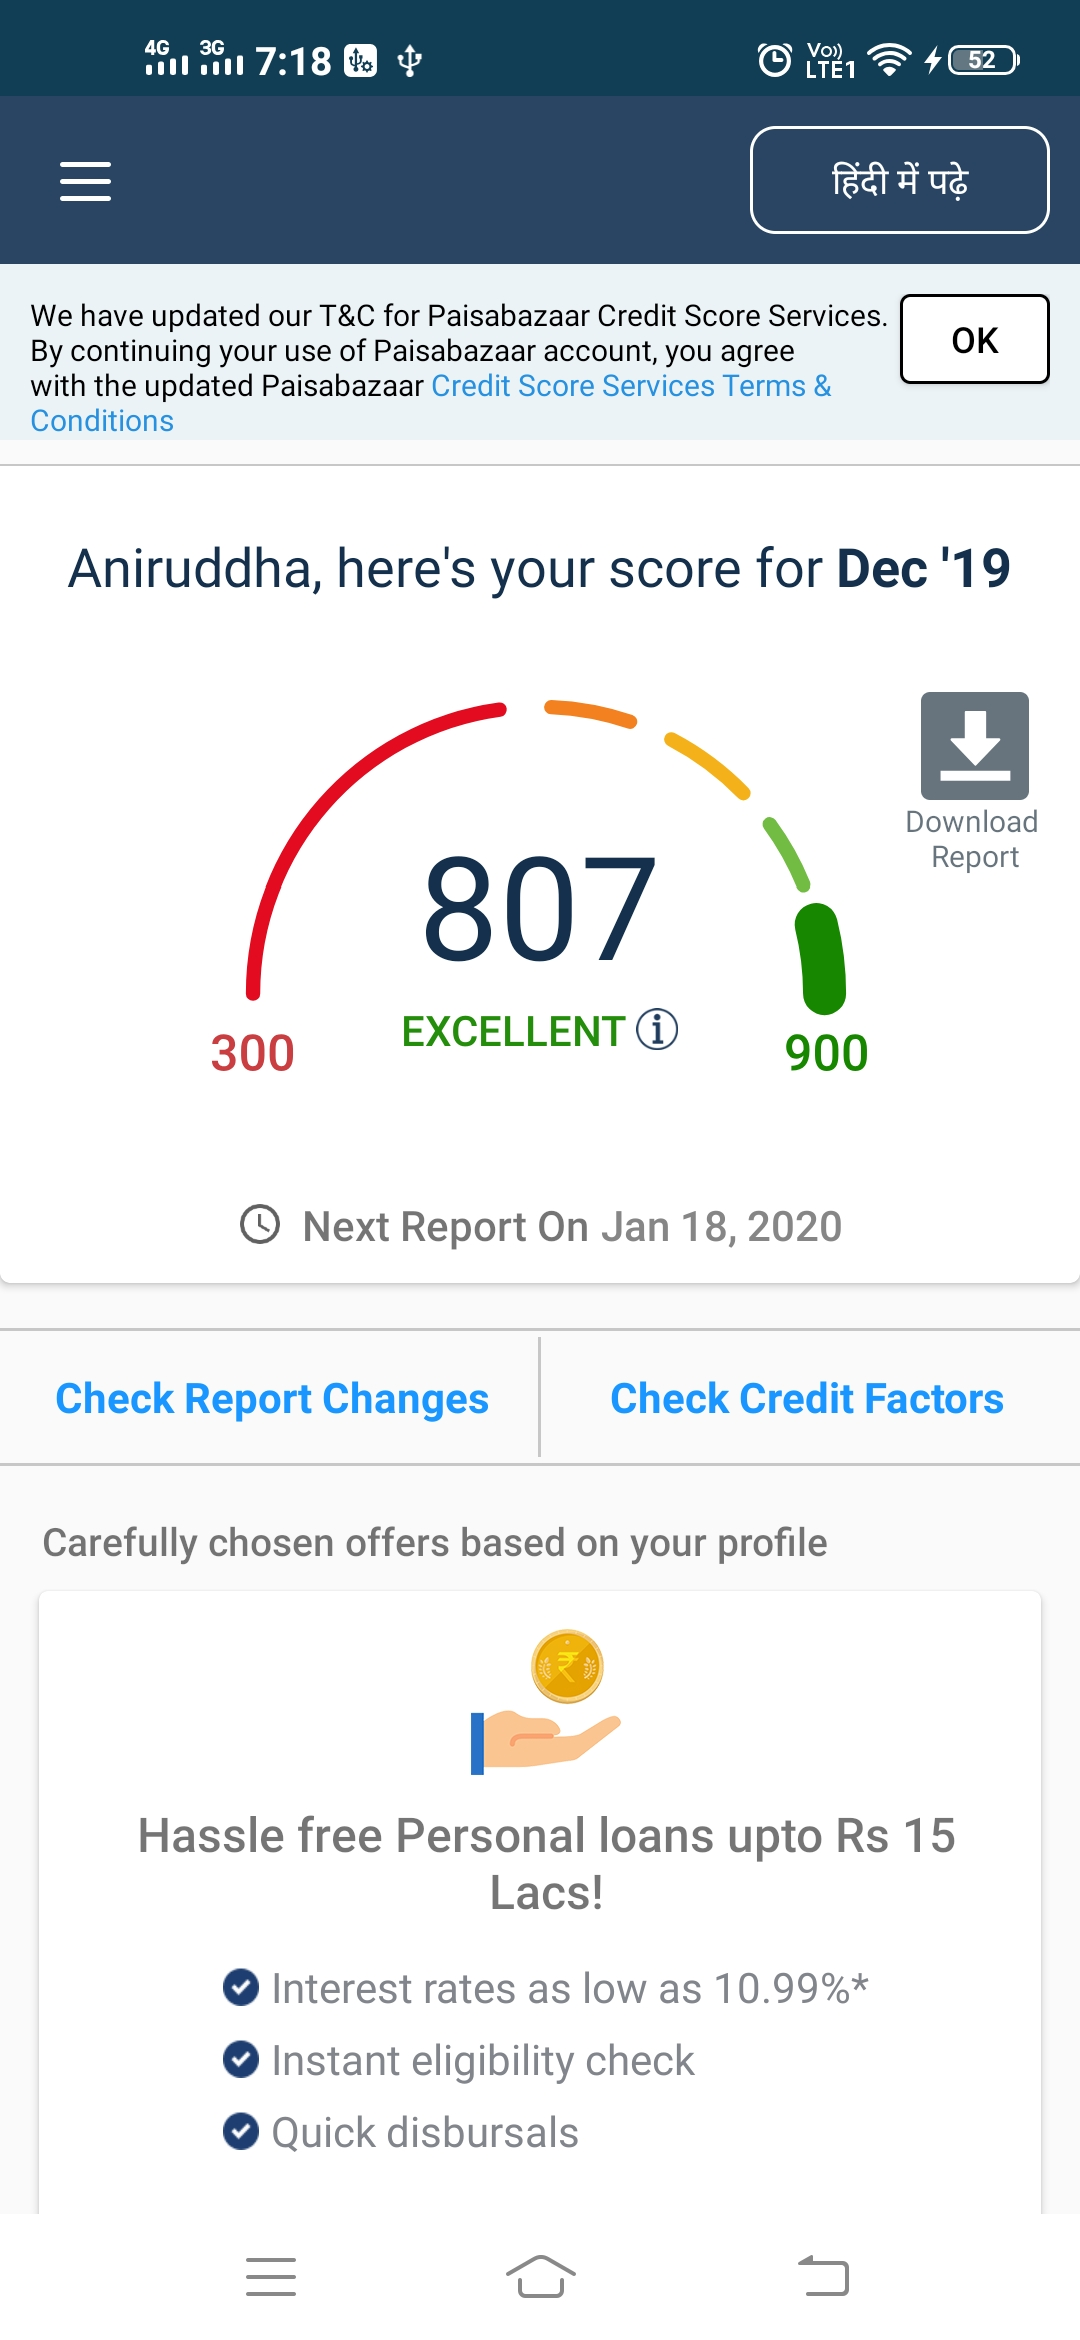 4G 3G 7:18 Vo)) LTE1 52
हिंदी में पढ़े
We have updated our T&C for Paisabazaar Credit Score Services.
By continuing your use of Paisabazaar account, you agree
with the updated Paisabazaar Credit Score Services Terms &
Conditions
OK
Aniruddha, here's your score for Dec '19
Download
Report
807
EXCELLENT i
300
900
Next Report On Jan 18, 2020
Check Report Changes
Check Credit Factors
Carefully chosen offers based on your profile
₹
Hassle free Personal loans upto Rs 15
Lacs!
Interest rates as low as 10.99%*
Instant eligibility check
Quick disbursals